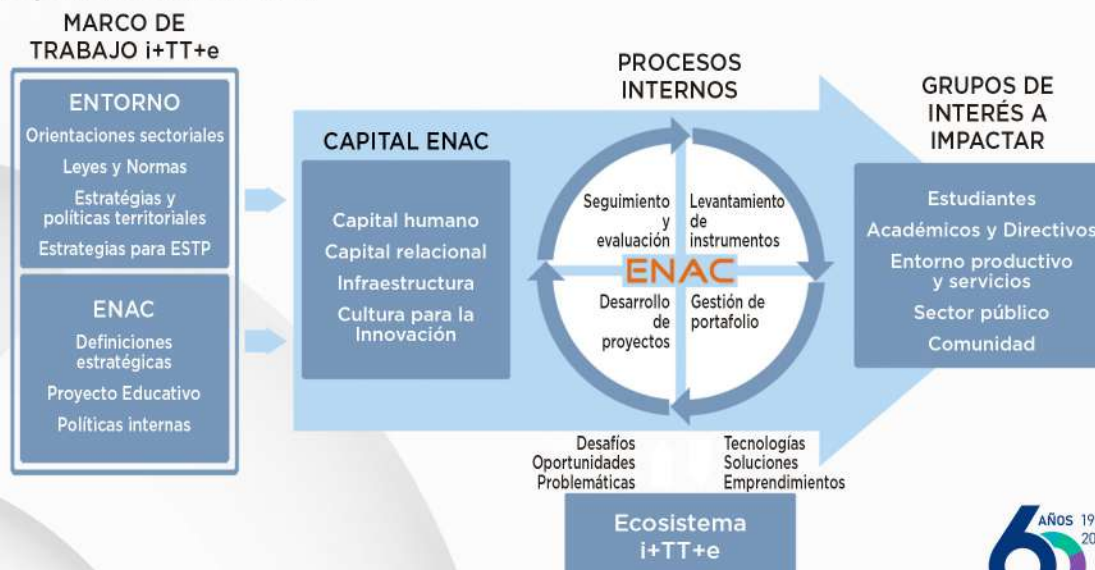 MARCO DE
TRABAJO i+TT+e
ENTORNO
Orientaciones sectoriales
Leyes y Normas
Estratégias y
políticas territoriales
Estrategias para ESTP
ENAC
Definiciones
estratégicas
Proyecto Educativo
Políticas internas
CAPITAL ENAC
Capital humano
Capital relacional
Infraestructura
Cultura para la
Innovación
PROCESOS
INTERNOS
Seguimiento
y
evaluación
Levantamiento
de
instrumentos
ENAC
Desarrollo
de
proyectos
Gestión de
portafolio
Desafíos
Oportunidades
Problemáticas
Tecnologías
Soluciones
Emprendimientos
Ecosistema
i+TT+e
GRUPOS DE
INTERÉS A
IMPACTAR
Estudiantes
Académicos y Directivos
Entorno productivo
y servicios
Sector público
Comunidad
60
AÑOS 19
20